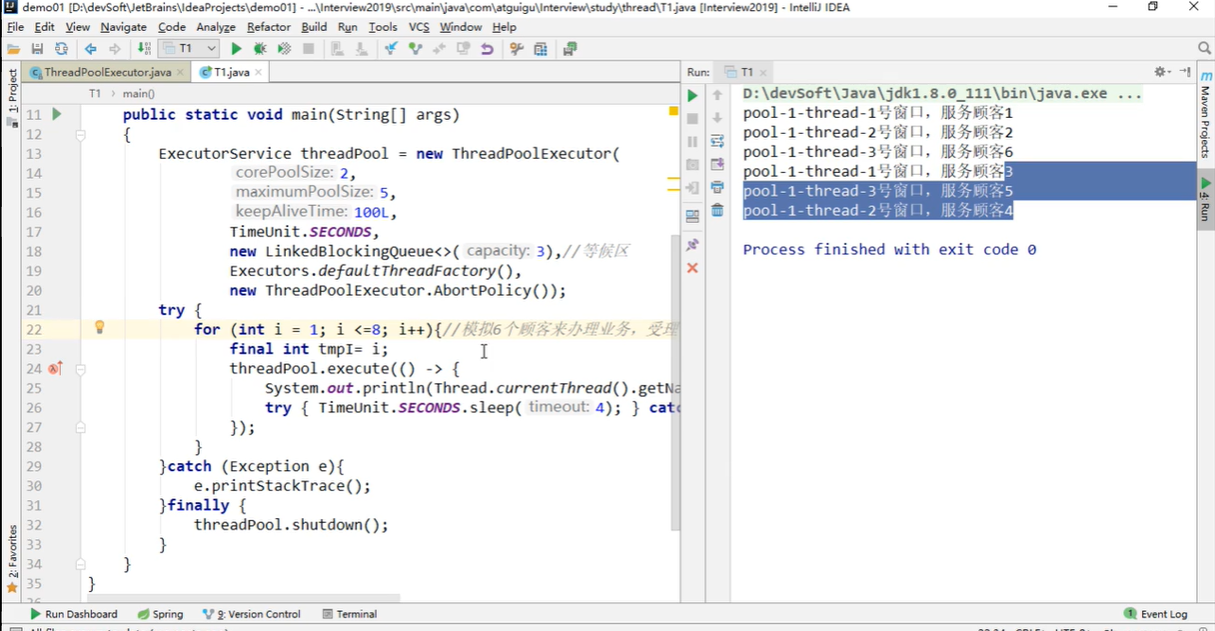 demo01 [D:\devSoft\JetBrains\IdeaProjects\demo01] - ...\Interview2019\src\main\java\com\atguigu\Interview\study\thread\T1.java [Interview2019] - IntelliJ IDEA
File Edit View Navigate Code Analyze Refactor Build Run Tools VCS Window Help
T1
ThreadPoolExecutor.java T1.java
T1 main()
1: Project
2: Favorites
11 public static void main(String[] args)
12 {
13 ExecutorService threadPool = new ThreadPoolExecutor(
14 corePoolSize: 2,
15 maximumPoolSize: 5,
16 keepAliveTime: 100L,
17 TimeUnit.SECONDS,
18 new LinkedBlockingQueue<>( capacity: 3),//等候区
19 Executors.defaultThreadFactory(),
20 new ThreadPoolExecutor.AbortPolicy());
21 try {
22 for (int i = 1; i <=8; i++){//模拟6个顾客来办理业务，受理
23 final int tmpI= i;
24 threadPool.execute(() -> {
25 System.out.println(Thread.currentThread().getNa
26 try { TimeUnit.SECONDS.sleep( timeout: 4); } catc
27 });
28 }
29 }catch (Exception e){
30 e.printStackTrace();
31 }finally {
32 threadPool.shutdown();
33 }
34 }
35 }
Run: T1
D:\devSoft\Java\jdk1.8.0_111\bin\java.exe ...
pool-1-thread-1号窗口，服务顾客1
pool-1-thread-2号窗口，服务顾客2
pool-1-thread-3号窗口，服务顾客6
pool-1-thread-1号窗口，服务顾客3
pool-1-thread-3号窗口，服务顾客5
pool-1-thread-2号窗口，服务顾客4
Process finished with exit code 0
Maven Projects
4: Run
Run Dashboard Spring 9: Version Control Terminal 1 Event Log